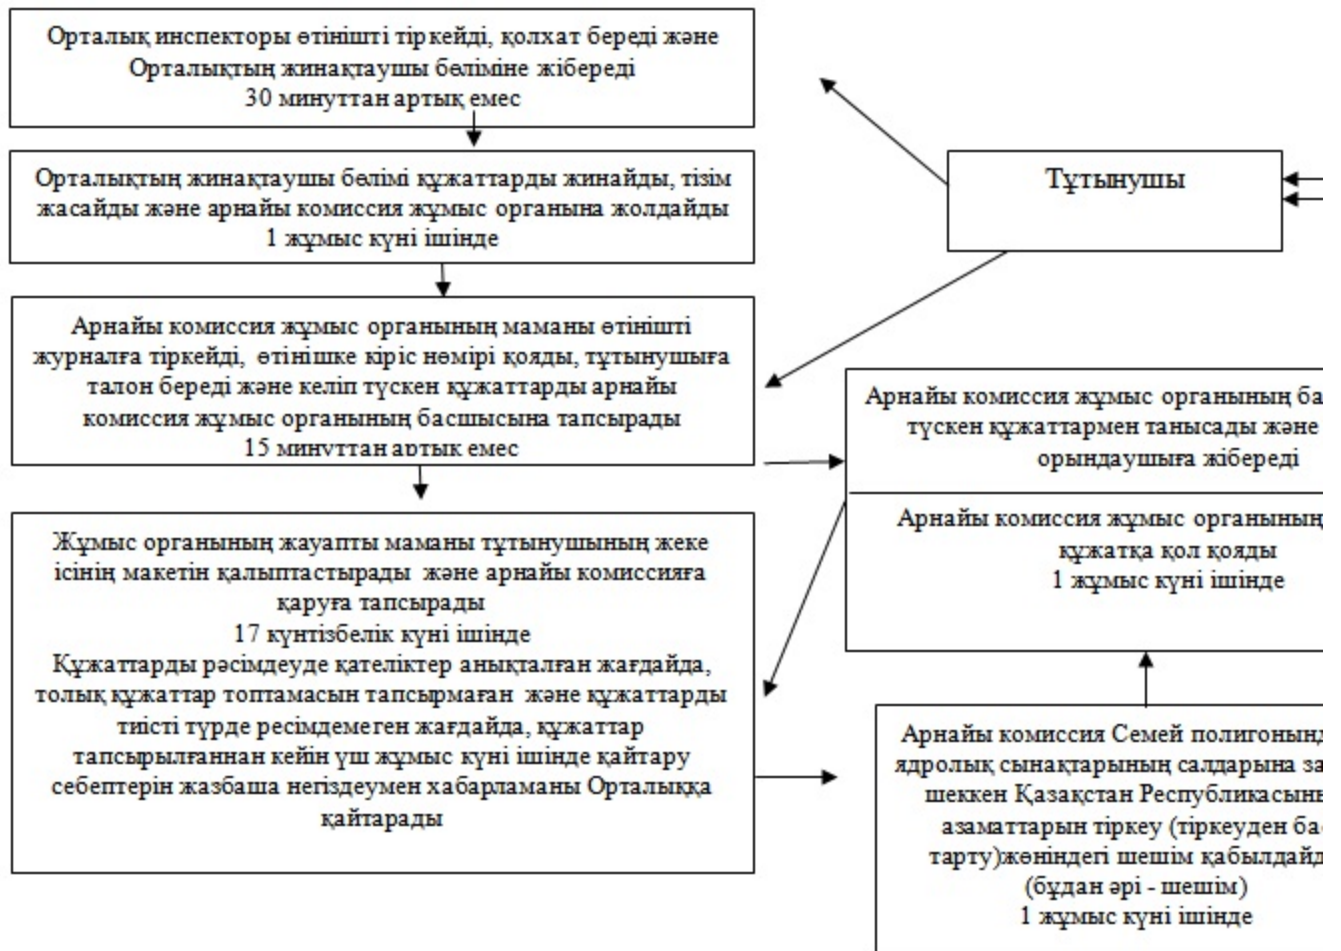 Орталық инспекторы өтінішті тіркейді, қолхат береді және
Орталықтың жинақтаушы бөліміне жібереді
30 минуттан артық емес
Орталықтың жинақтаушы бөлімі құжаттарды жинайды, тізім
жасайды және арнайы комиссия жұмыс органына жолдайды
1 жұмыс күні ішінде
Тұтынушы
Арнайы комиссия жұмыс органының маманы өтінішті
журналға тіркейді, өтінішке кіріс нөмірі қояды, тұтынушыға
талон береді және келіп түскен құжаттарды арнайы
комиссия жұмыс органының басшысына тапсырады
15 минуттан артық емес
Арнайы комиссия жұмыс органының
түскен құжаттармен танысады және
орындаушыға жібереді
Арнайы комиссия жұмыс органының
құжатқа қол қояды
1 жұмыс күні ішінде
Жұмыс органының жауапты маманы тұтынушының жеке
ісінің макетін қалыптастырады және арнайы комиссияға
қаруға тапсырады
17 күнтізбелік күні ішінде
Құжаттарды рәсімдеуде қателіктер анықталған жағдайда,
толық құжаттар топтамасын тапсырмаған және құжаттарды
тиісті түрде ресімдемеген жағдайда, құжаттар
тапсырылғаннан кейін үш жұмыс күні ішінде қайтару
себептерін жазбаша негіздеумен хабарламаны Орталыққа
қайтарады
Арнайы комиссия Семей
ядролық сынақтарының салдарына
шеккен Қазақстан
азаматтарын тіркеу (тіркеуден
тарту)жөніндегі шешім
(бұдан әрі - шешім)
1 жұмыс күні ішінде